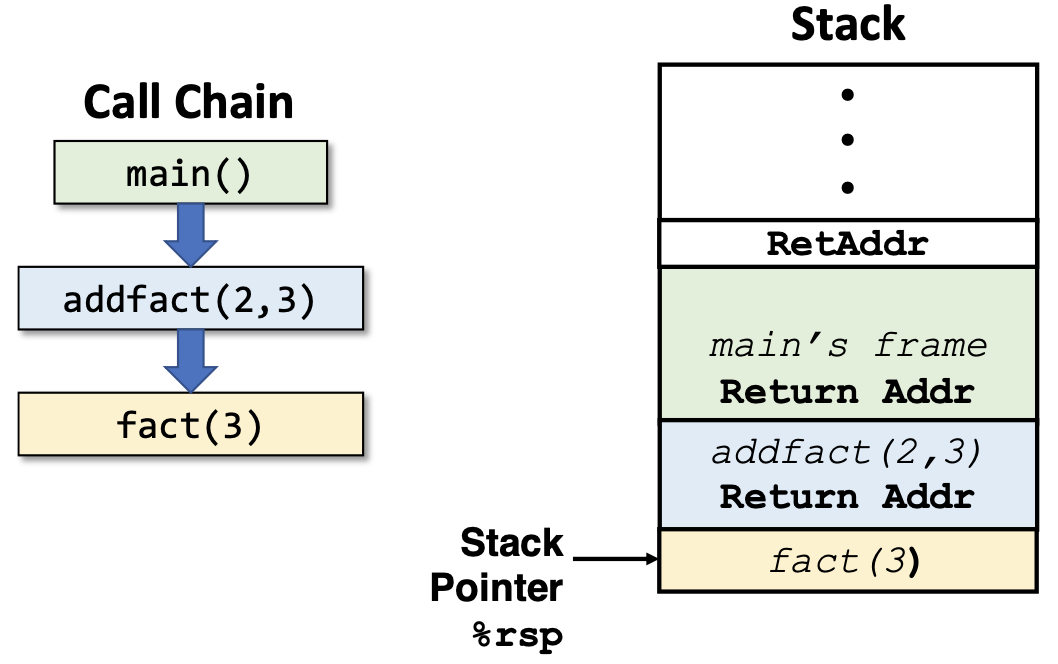 Call Chain
main()
addfact(2,3)
fact(3)
Stack
RetAddr
main’s frame
Return Addr
addfact(2,3)
Return Addr
fact(3)
Stack
Pointer
%rsp